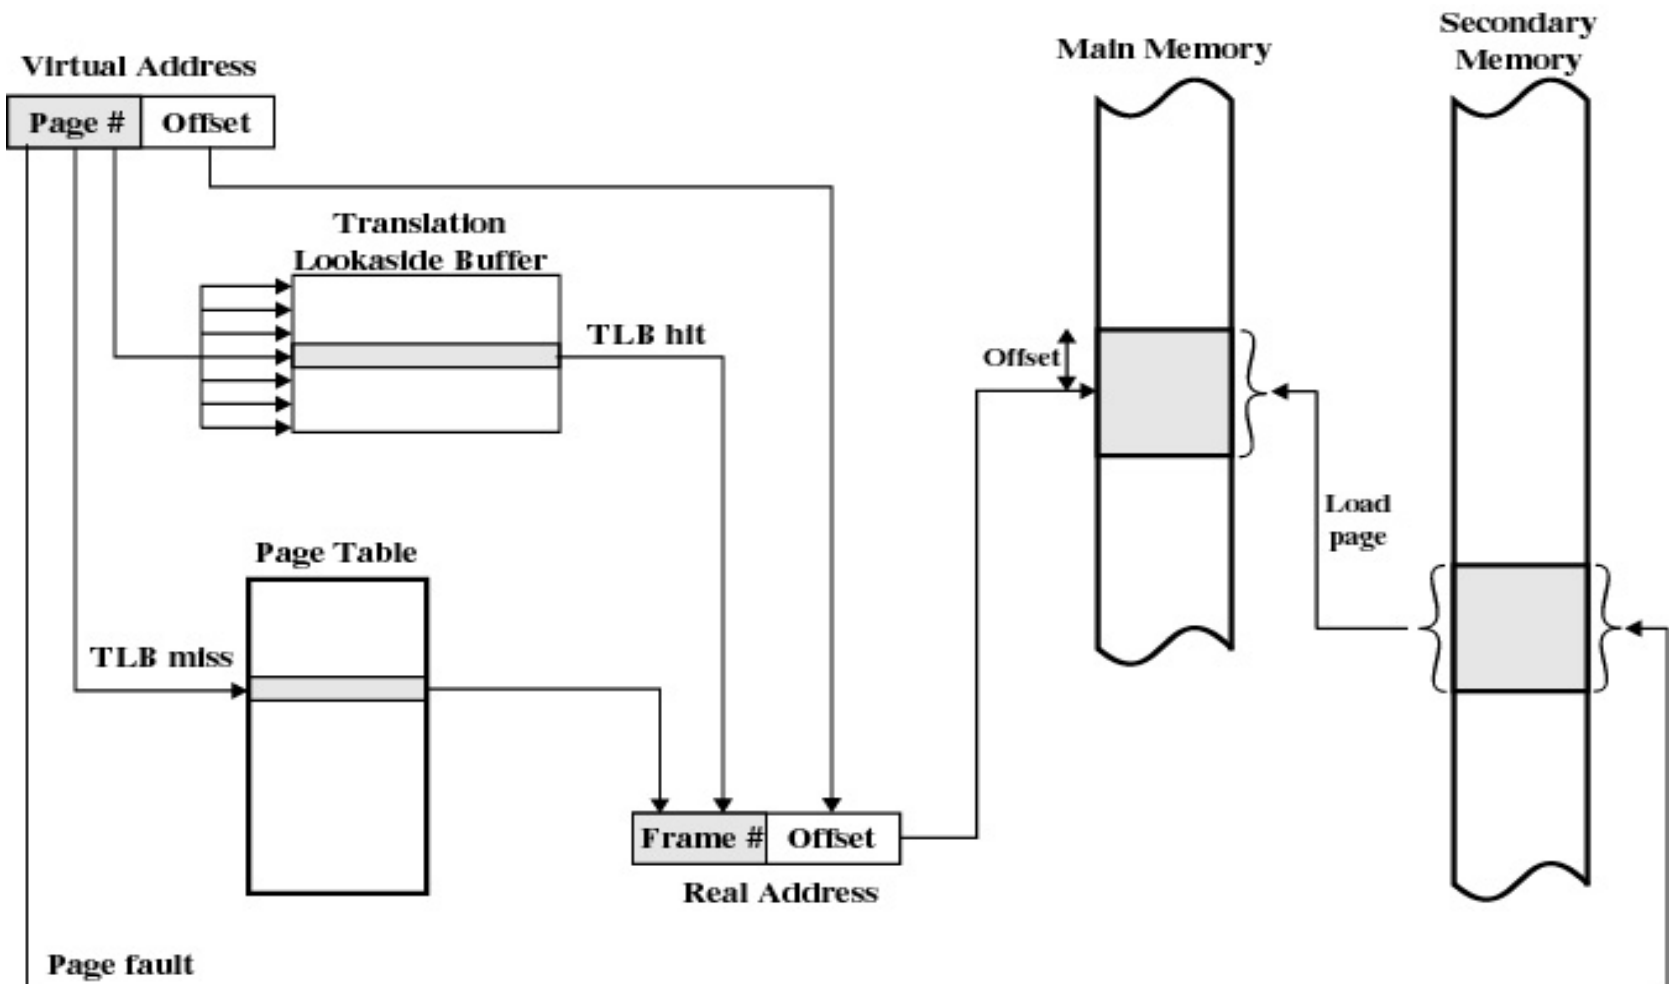 Virtual Address
Page #
Offset
Translation
Lookaside Buffer
TLB hit
Page Table
TLB miss
Frame #
Offset
Real Address
Page fault
Main Memory
Offset
Load
page
Secondary
Memory